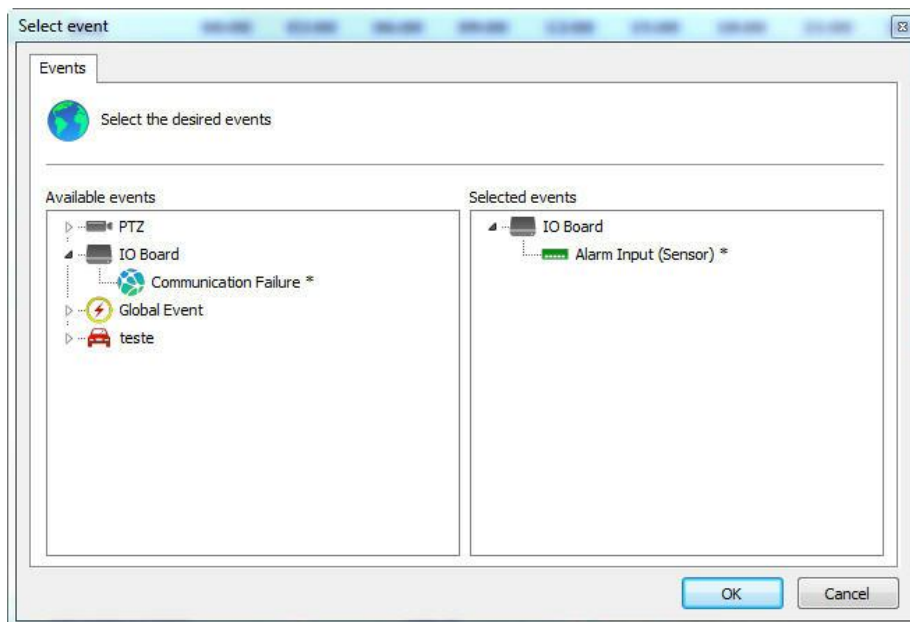 Select event
Events
Select the desired events
Available events
PTZ
IO Board
Communication Failure *
Global Event
teste
Selected events
IO Board
Alarm Input (Sensor) *
OK
Cancel